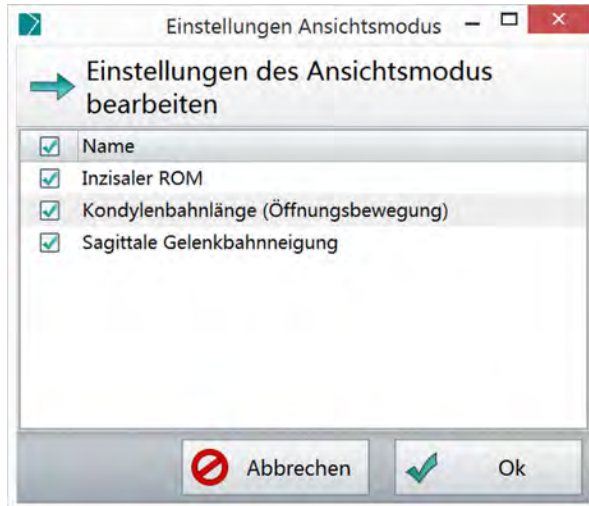 Einstellungen Ansichtsmodus
Einstellungen des Ansichtsmodus
bearbeiten
Name
Inzisaler ROM
Kondylenbahnlänge (Öffnungsbewegung)
Sagittale Gelenkbahnneigung
Abbrechen
Ok